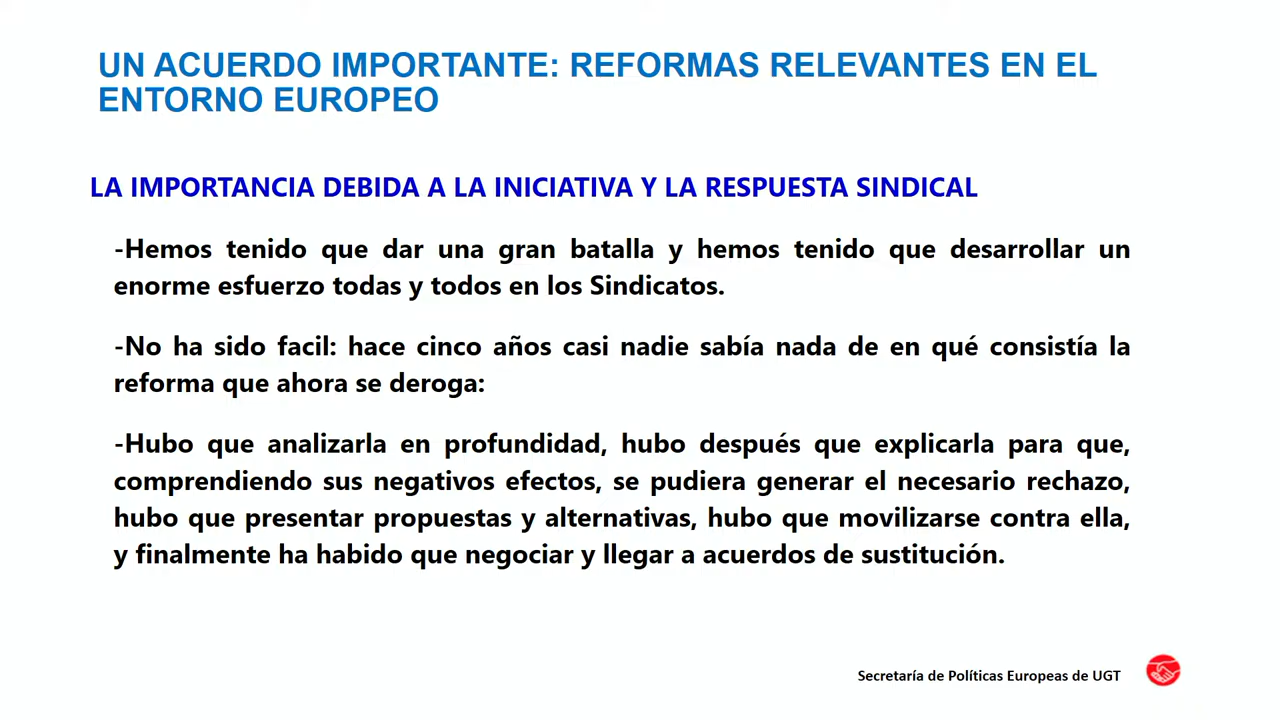 UN ACUERDO IMPORTANTE: REFORMAS RELEVANTES EN EL
ENTORNO EUROPEO
LA IMPORTANCIA DEBIDA A LA INICIATIVA Y LA RESPUESTA SINDICAL
-Hemos tenido que dar una gran batalla y hemos tenido que desarrollar un
enorme esfuerzo todas y todos en los Sindicatos.
-No ha sido facil: hace cinco años casi nadie sabía nada de en qué consistía la
reforma que ahora se deroga:
-Hubo que analizarla en profundidad, hubo después que explicarla para que,
comprendiendo sus negativos efectos, se pudiera generar el necesario rechazo,
hubo que presentar propuestas y alternativas, hubo que movilizarse contra ella,
y finalmente ha habido que negociar y llegar a acuerdos de sustitución.
Secretaría de Políticas Europeas de UGT